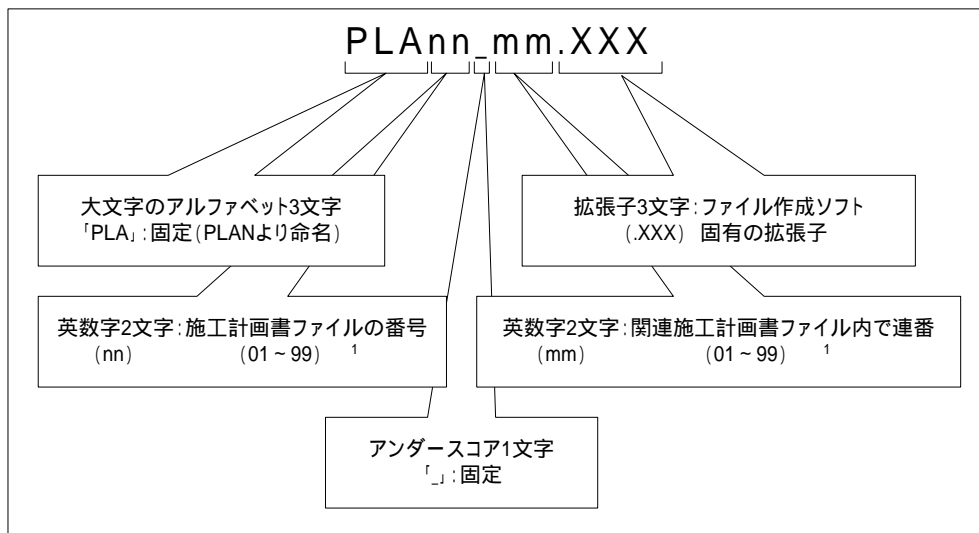 PLAnn_mm.XXX
大文字のアルファベット3文字
「PLA」:固定(PLANより命名)
拡張子3文字:ファイル作成ソフト
(.XXX) 固有の拡張子
英数字2文字:施工計画書ファイルの番号
(nn) (01~99) 1
英数字2文字:関連施工計画書ファイル内で連番
(mm) (01~99) 1
アンダースコア1文字
「_」:固定